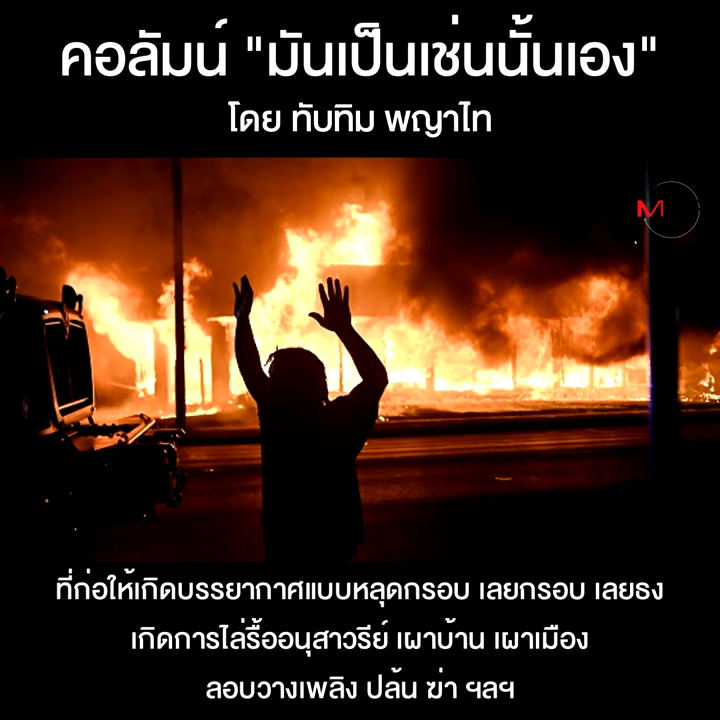 คอลัมน์ "มันเป็นเช่นนั้นเอง"
โดย ทับทิม พญาไท
M
ที่ก่อให้เกิดบรรยากาศแบบหลุดกรอบ เลยกรอบ เลยธง
เกิดการไล่รื้ออนุสาวรีย์ เผาบ้าน เผาเมือง
ลอบวางเพลิง ปล้น ฆ่า ฯลฯ